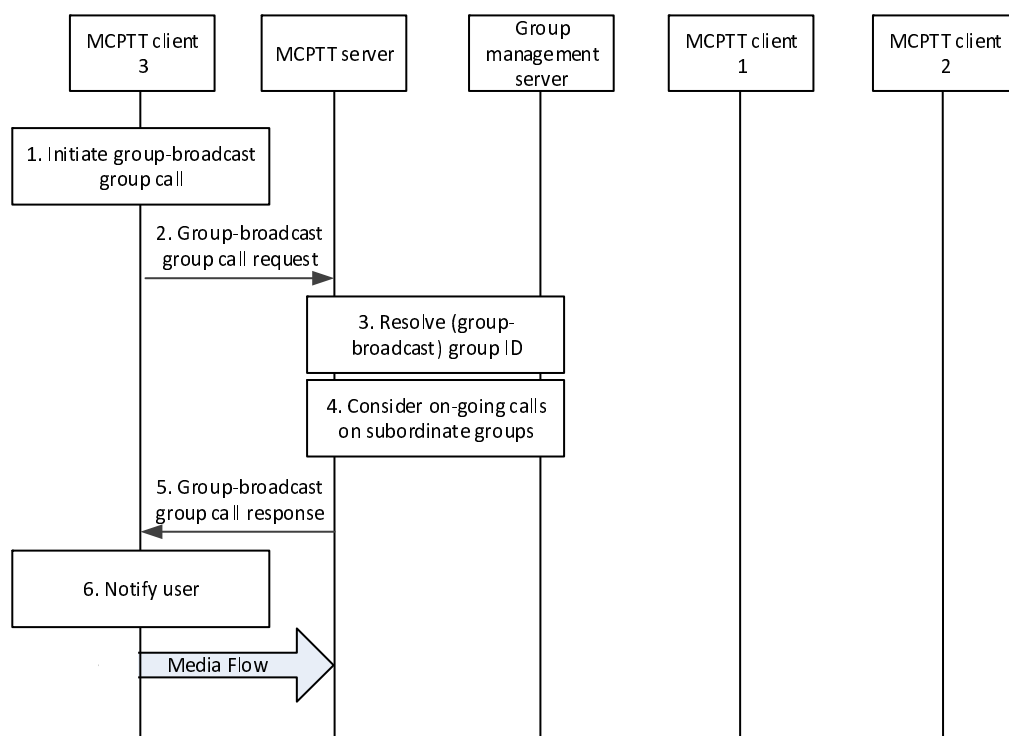 MCPTT client
3
MCPTT server
Group
management
server
MCPTT client
1
MCPTT client
2
1. Initiate group-broadcast
group call
2. Group-broadcast
group call request
3. Resolve (group-
broadcast) group ID
4. Consider on-going calls
on subordinate groups
5. Group-broadcast
group call response
6. Notify user
Media Flow